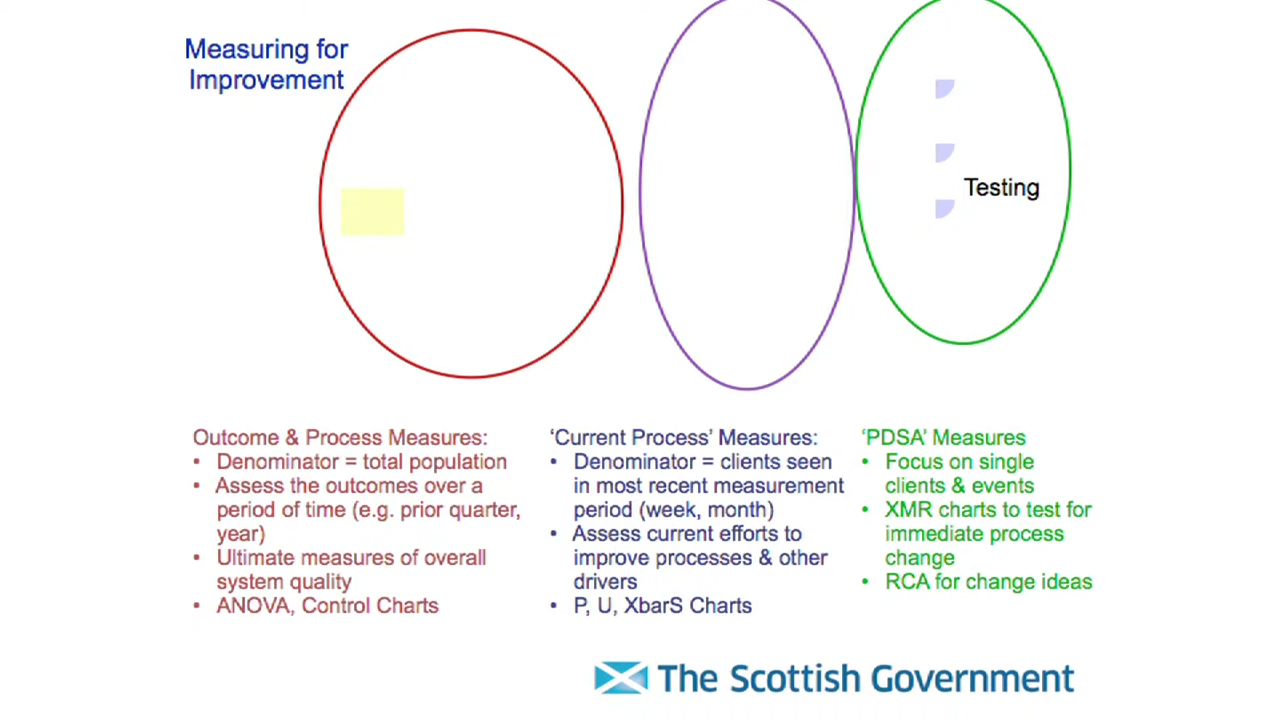 Measuring for
Improvement
Testing
Outcome & Process Measures:
• Denominator = total population
• Assess the outcomes over a
period of time (e.g. prior quarter,
year)
• Ultimate measures of overall
system quality
• ANOVA, Control Charts
‘Current Process’ Measures:
• Denominator = clients seen
in most recent measurement
period (week, month)
• Assess current efforts to
improve processes & other
drivers
• P, U, XbarS Charts
‘PDSA’ Measures
• Focus on single
clients & events
• XMR charts to test for
immediate process
change
• RCA for change ideas
The Scottish Government